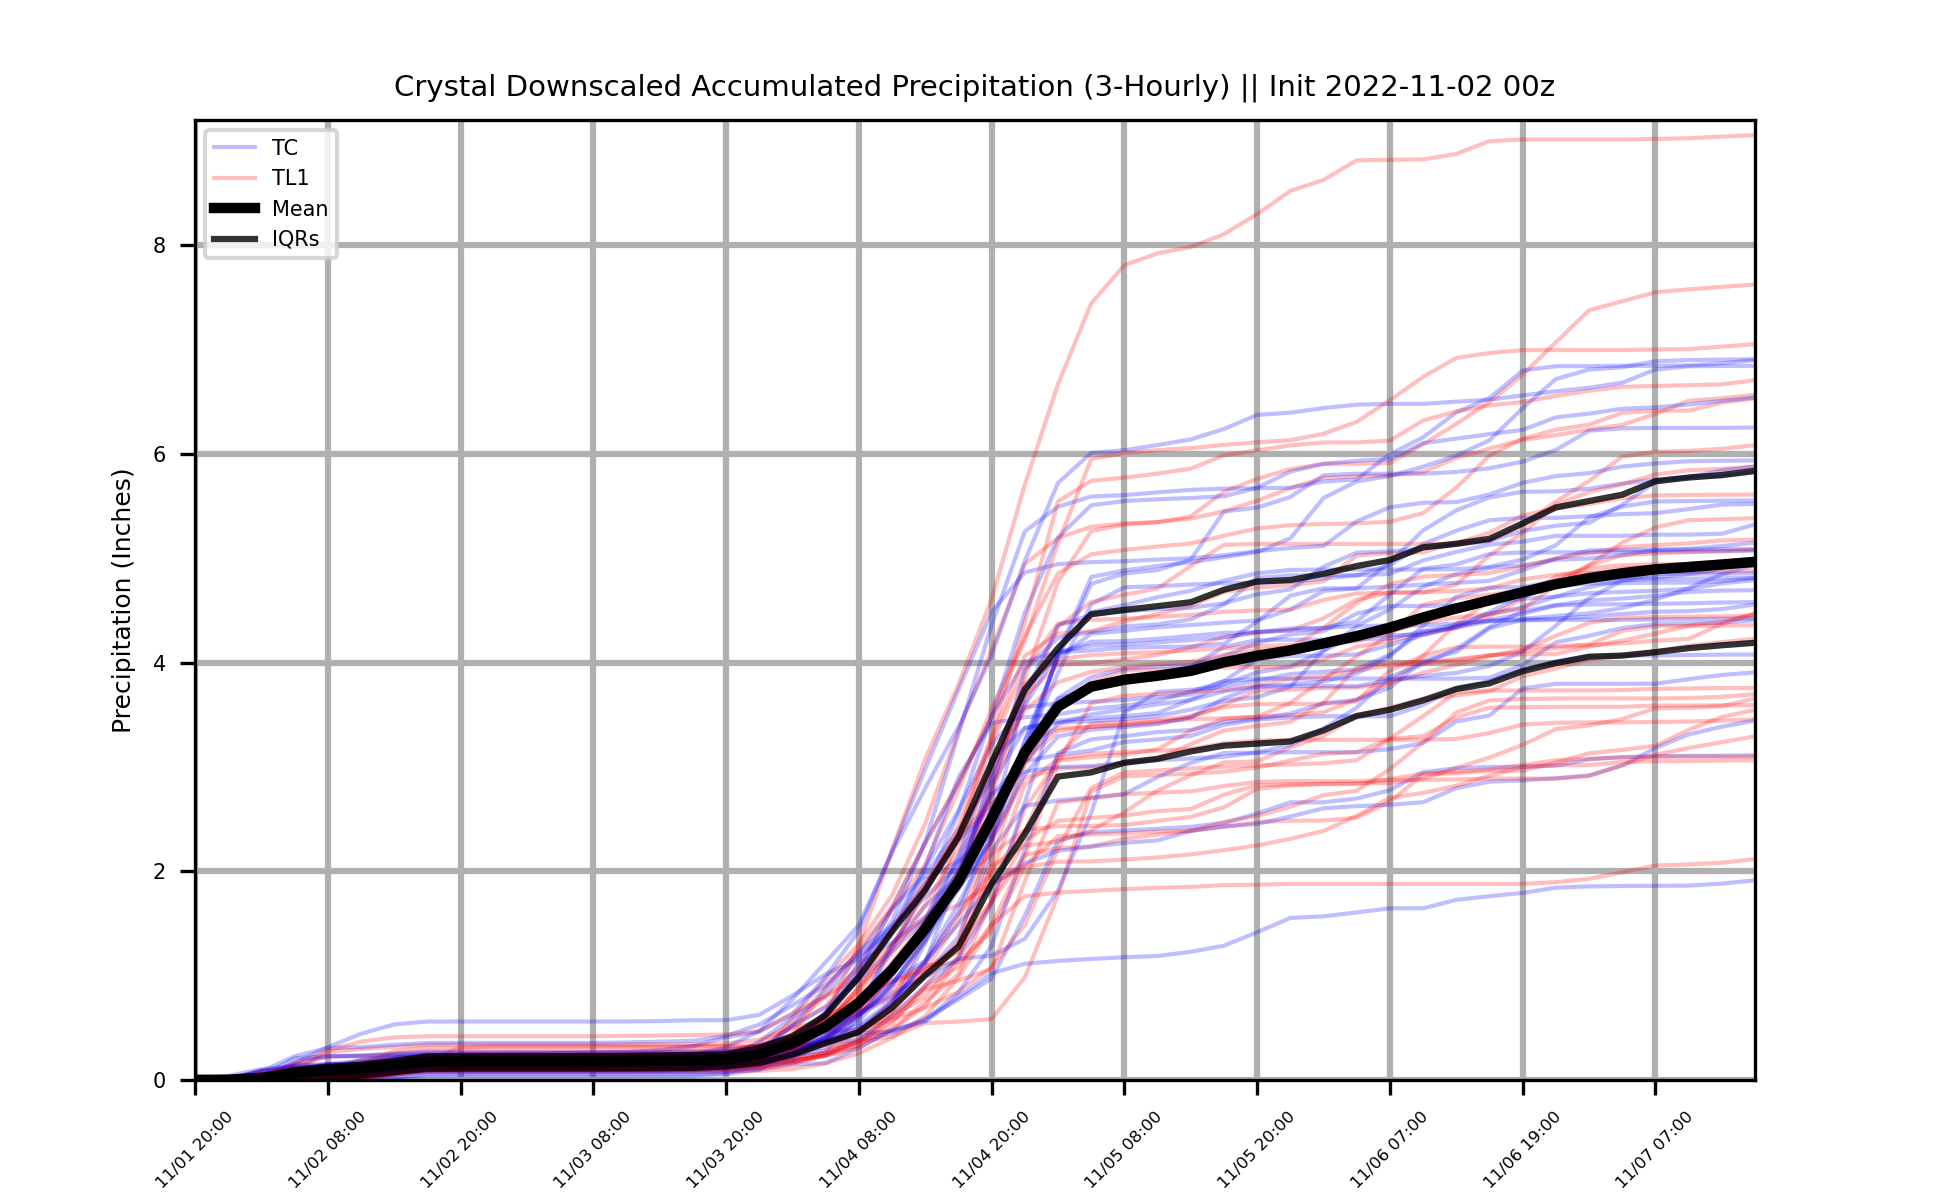 Crystal Downscaled Accumulated Precipitation (3-Hourly) || Init 2022-11-02 00z
TC
TL1
Mean
IQRs
Precipitation (Inches)
8
6
4
2
0
11/01 20:00
11/02 08:00
11/02 20:00
11/03 08:00
11/03 20:00
11/04 08:00
11/04 20:00
11/05 08:00
11/05 20:00
11/06 07:00
11/06 19:00
11/07 07:00